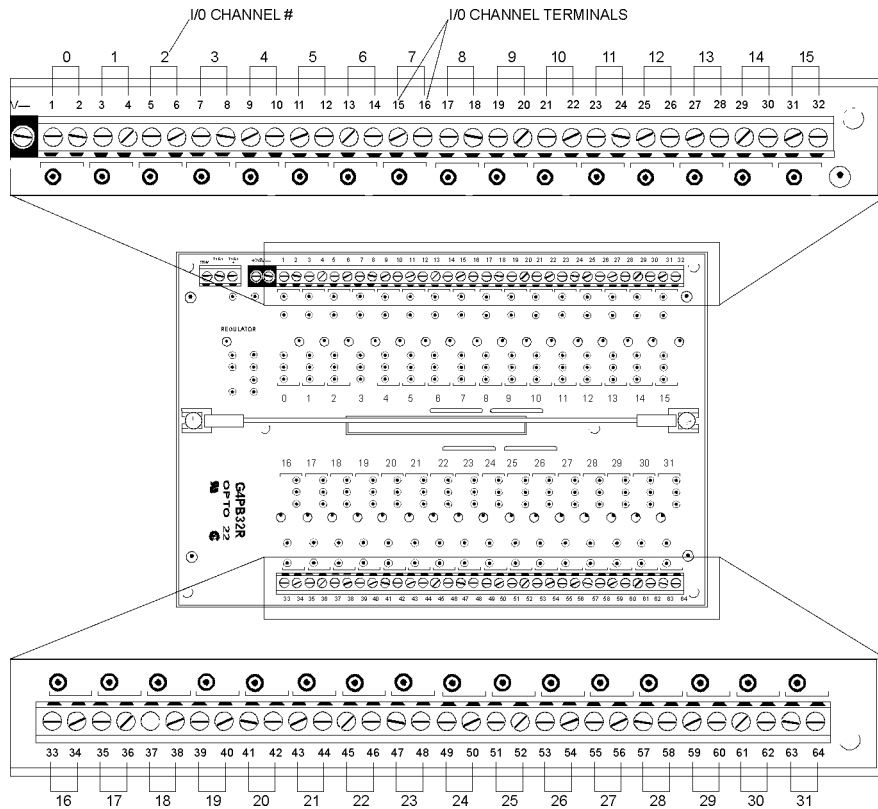 I/0 CHANNEL #
I/0 CHANNEL TERMINALS
0 1 2 3 4 5 6 7 8 9 10 11 12 13 14 15
V—
1 2 3 4 5 6 7 8 9 10 11 12 13 14 15 16 17 18 19 20 21 22 23 24 25 26 27 28 29 30 31 32
1 2 3 4 5 6 7 8 9 10 11 12 13 14 15 16 17 18 19 20 21 22 23 24 25 26 27 28 29 30 31 32
REGULATOR
0 1 2 3 4 5 6 7 8 9 10 11 12 13 14 15
16 17 18 19 20 21 22 23 24 25 26 27 28 29 30 31
G4PB32R
OPTO 22
33 34 35 36 37 38 39 40 41 42 43 44 45 46 47 48 49 50 51 52 53 54 55 56 57 58 59 60 61 62 63 64
33 34 35 36 37 38 39 40 41 42 43 44 45 46 47 48 49 50 51 52 53 54 55 56 57 58 59 60 61 62 63 64
16 17 18 19 20 21 22 23 24 25 26 27 28 29 30 31